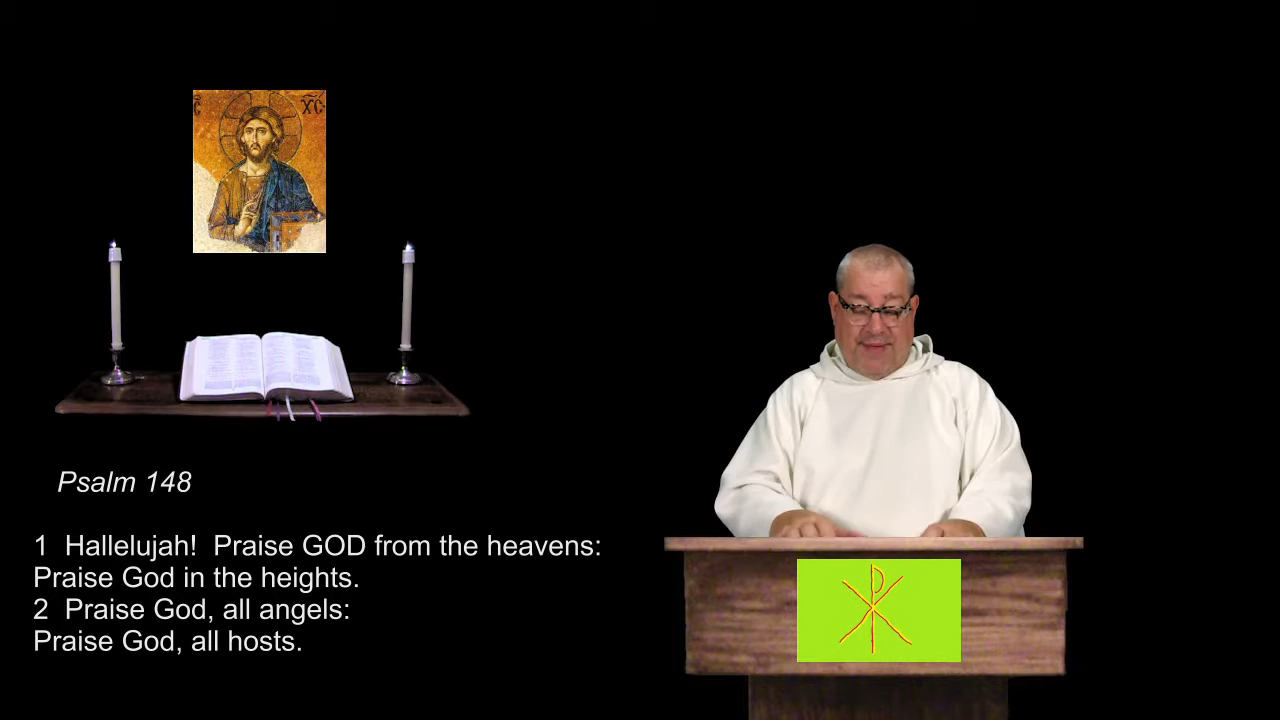 ΧC
Psalm 148
1 Hallelujah! Praise GOD from the heavens:
Praise God in the heights.
2 Praise God, all angels:
Praise God, all hosts.